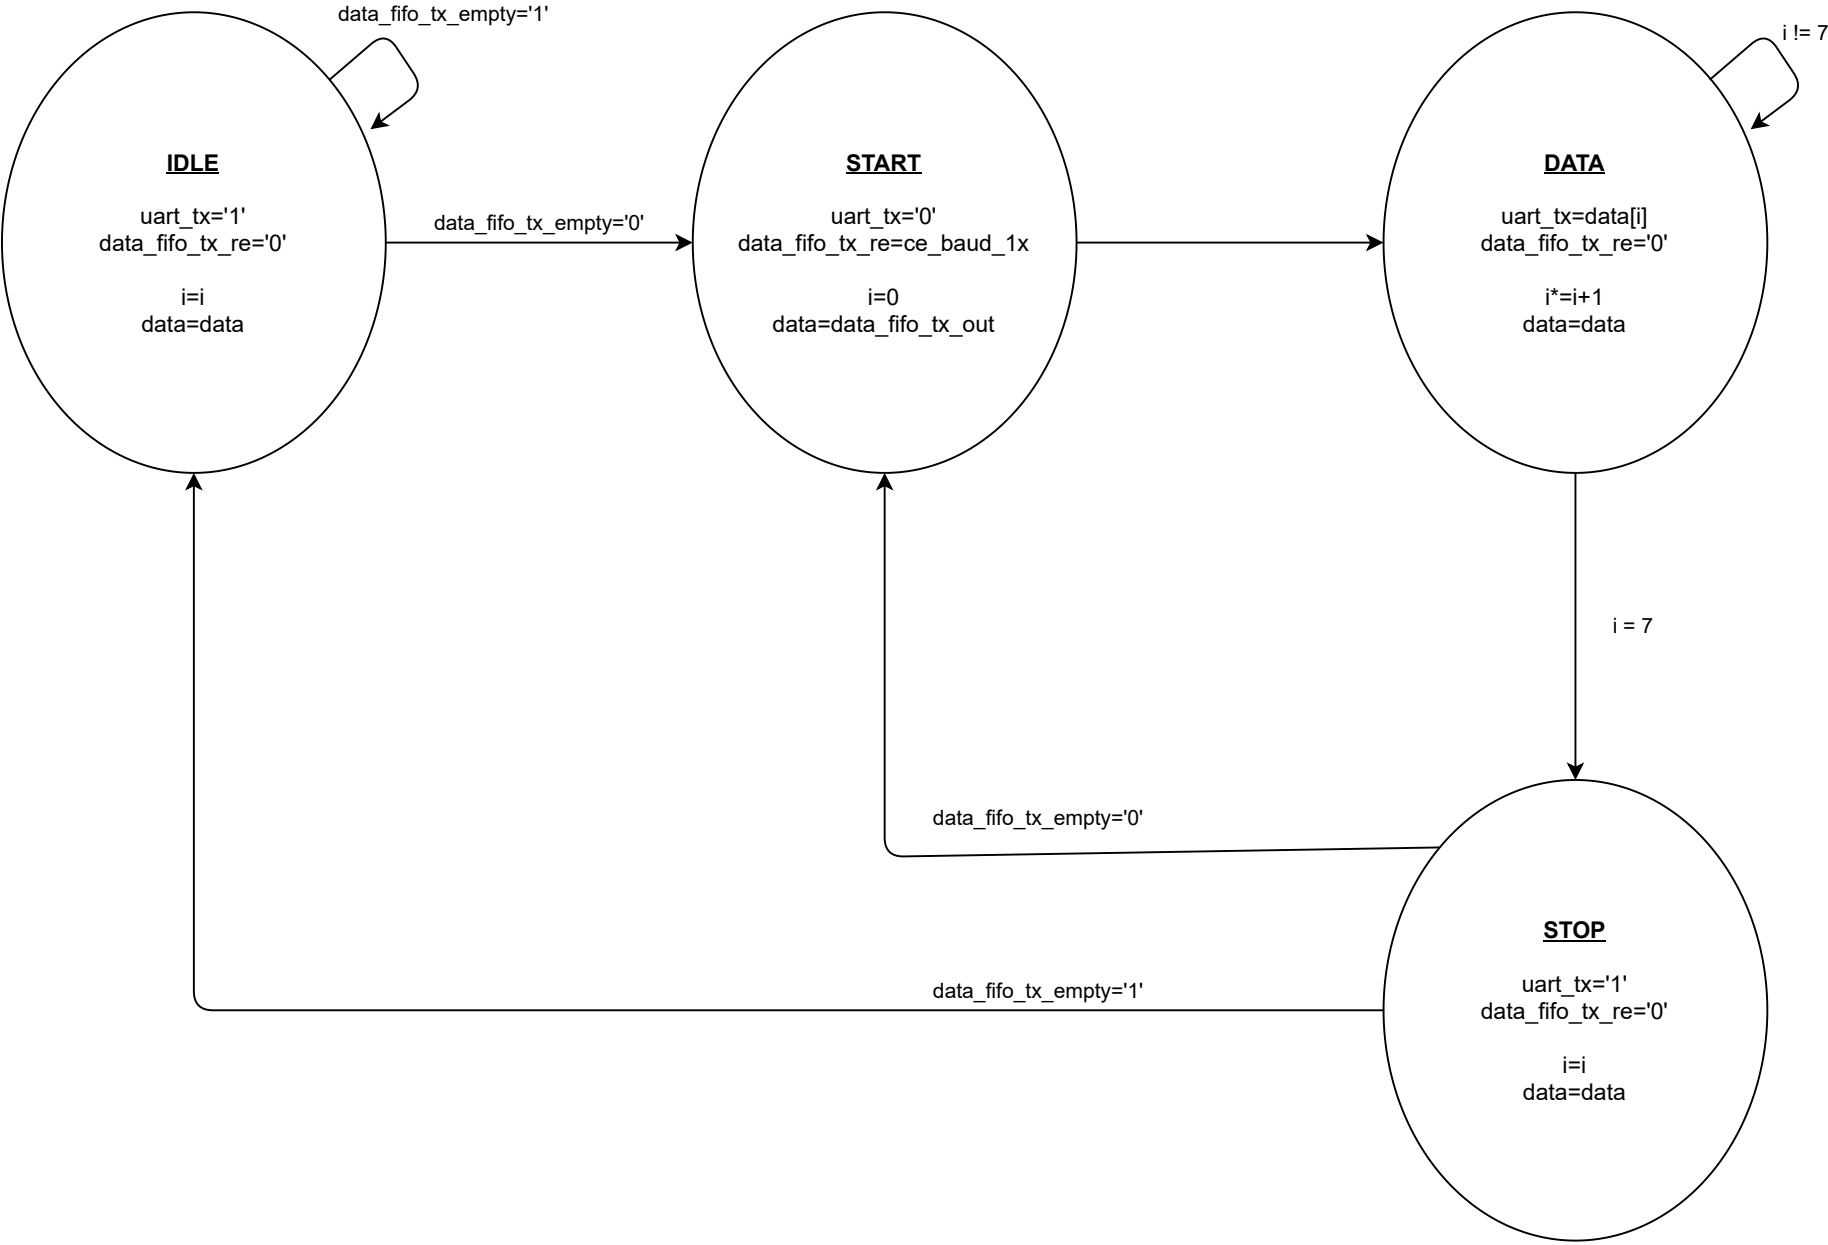 data_fifo_tx_empty='1'
IDLE
uart_tx='1'
data_fifo_tx_re='0'
i=i
data=data
data_fifo_tx_empty='0'
START
uart_tx='0'
data_fifo_tx_re=ce_baud_1x
i=0
data=data_fifo_tx_out
i != 7
DATA
uart_tx=data[i]
data_fifo_tx_re='0'
i*=i+1
data=data
i = 7
data_fifo_tx_empty='0'
data_fifo_tx_empty='1'
STOP
uart_tx='1'
data_fifo_tx_re='0'
i=i
data=data